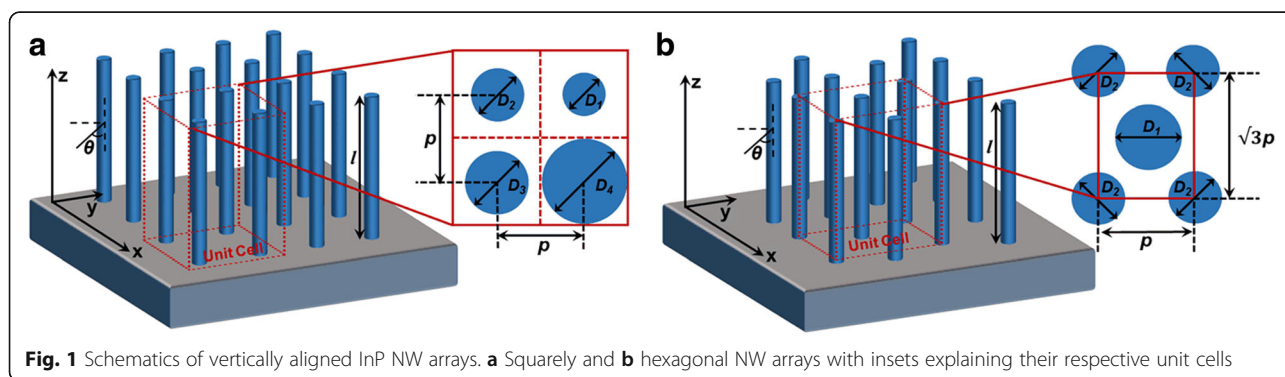 a
z
y
x
θ
l
Unit Cell
D₂
D₁
p
D₃
D₄
p
b
z
y
x
θ
l
Unit Cell
D₂
D₂
D₁
√3p
D₂
D₂
p
Fig. 1 Schematics of vertically aligned InP NW arrays. a Squarely and b hexagonal NW arrays with insets explaining their respective unit cells